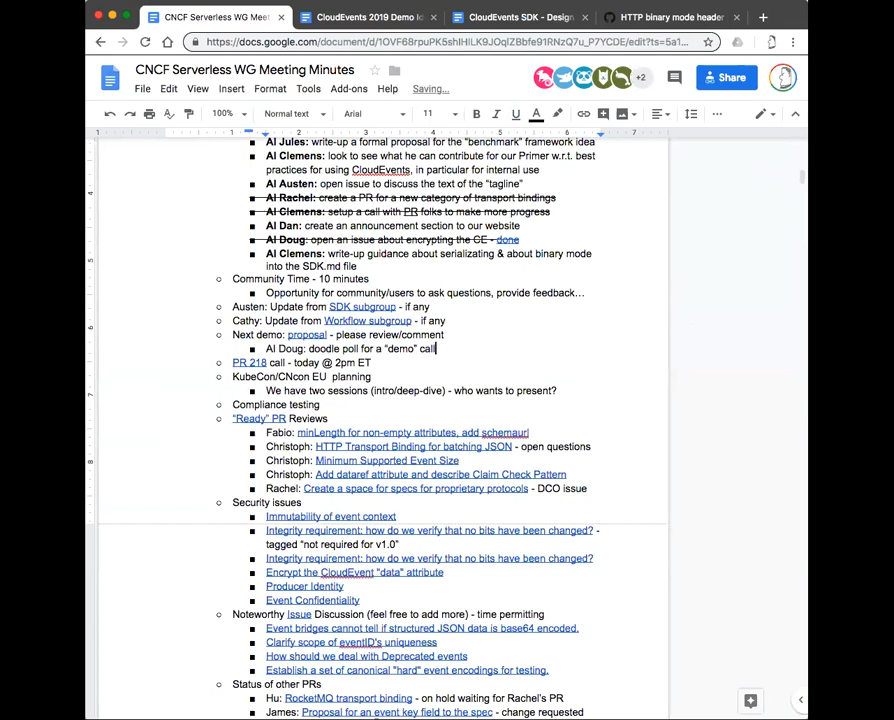 CNCF Serverless WG Meet
CloudEvents 2019 Demo Id
CloudEvents SDK - Design
HTTP binary mode header
https://docs.google.com/document/d/1OVF68rpuPK5shIHILK9JOqlZBbfe91RNzQ7u_P7YCDE/edit?ts=5a1...
CNCF Serverless WG Meeting Minutes
File Edit View Insert Format Tools Add-ons Help Saving...
+2
Share
100% Normal text Arial 11
1 1 2 3 4 5 6 7
AI Jules: write-up a formal proposal for the "benchmark" framework idea
AI Clemens: look to see what he can contribute for our Primer w.r.t. best
practices for using CloudEvents, in particular for internal use
AI Austen: open issue to discuss the text of the "tagline"
AI Rachel: create a PR for a new category of transport bindings
AI Clemens: setup a call with PR folks to make more progress
AI Dan: create an announcement section to our website
AI Doug: open an issue about encrypting the CE - done
AI Clemens: write-up guidance about serializating & about binary mode
into the SDK.md file
Community Time - 10 minutes
Opportunity for community/users to ask questions, provide feedback...
Austen: Update from SDK subgroup - if any
Cathy: Update from Workflow subgroup - if any
Next demo: proposal - please review/comment
AI Doug: doodle poll for a "demo" call
PR 218 call - today @ 2pm ET
KubeCon/CNcon EU planning
We have two sessions (intro/deep-dive) - who wants to present?
Compliance testing
"Ready" PR Reviews
Fabio: minLength for non-empty attributes, add schemaurl
Christoph: HTTP Transport Binding for batching JSON - open questions
Christoph: Minimum Supported Event Size
Christoph: Add dataref attribute and describe Claim Check Pattern
Rachel: Create a space for specs for proprietary protocols - DCO issue
Security issues
Immutability of event context
Integrity requirement: how do we verify that no bits have been changed? -
tagged "not required for v1.0"
Integrity requirement: how do we verify that no bits have been changed?
Encrypt the CloudEvent "data" attribute
Producer Identity
Event Confidentiality
Noteworthy Issue Discussion (feel free to add more) - time permitting
Event bridges cannot tell if structured JSON data is base64 encoded.
Clarify scope of eventID's uniqueness
How should we deal with Deprecated events
Establish a set of canonical "hard" event encodings for testing.
Status of other PRs
Hu: RocketMQ transport binding - on hold waiting for Rachel's PR
James: Proposal for an event key field to the spec - change requested